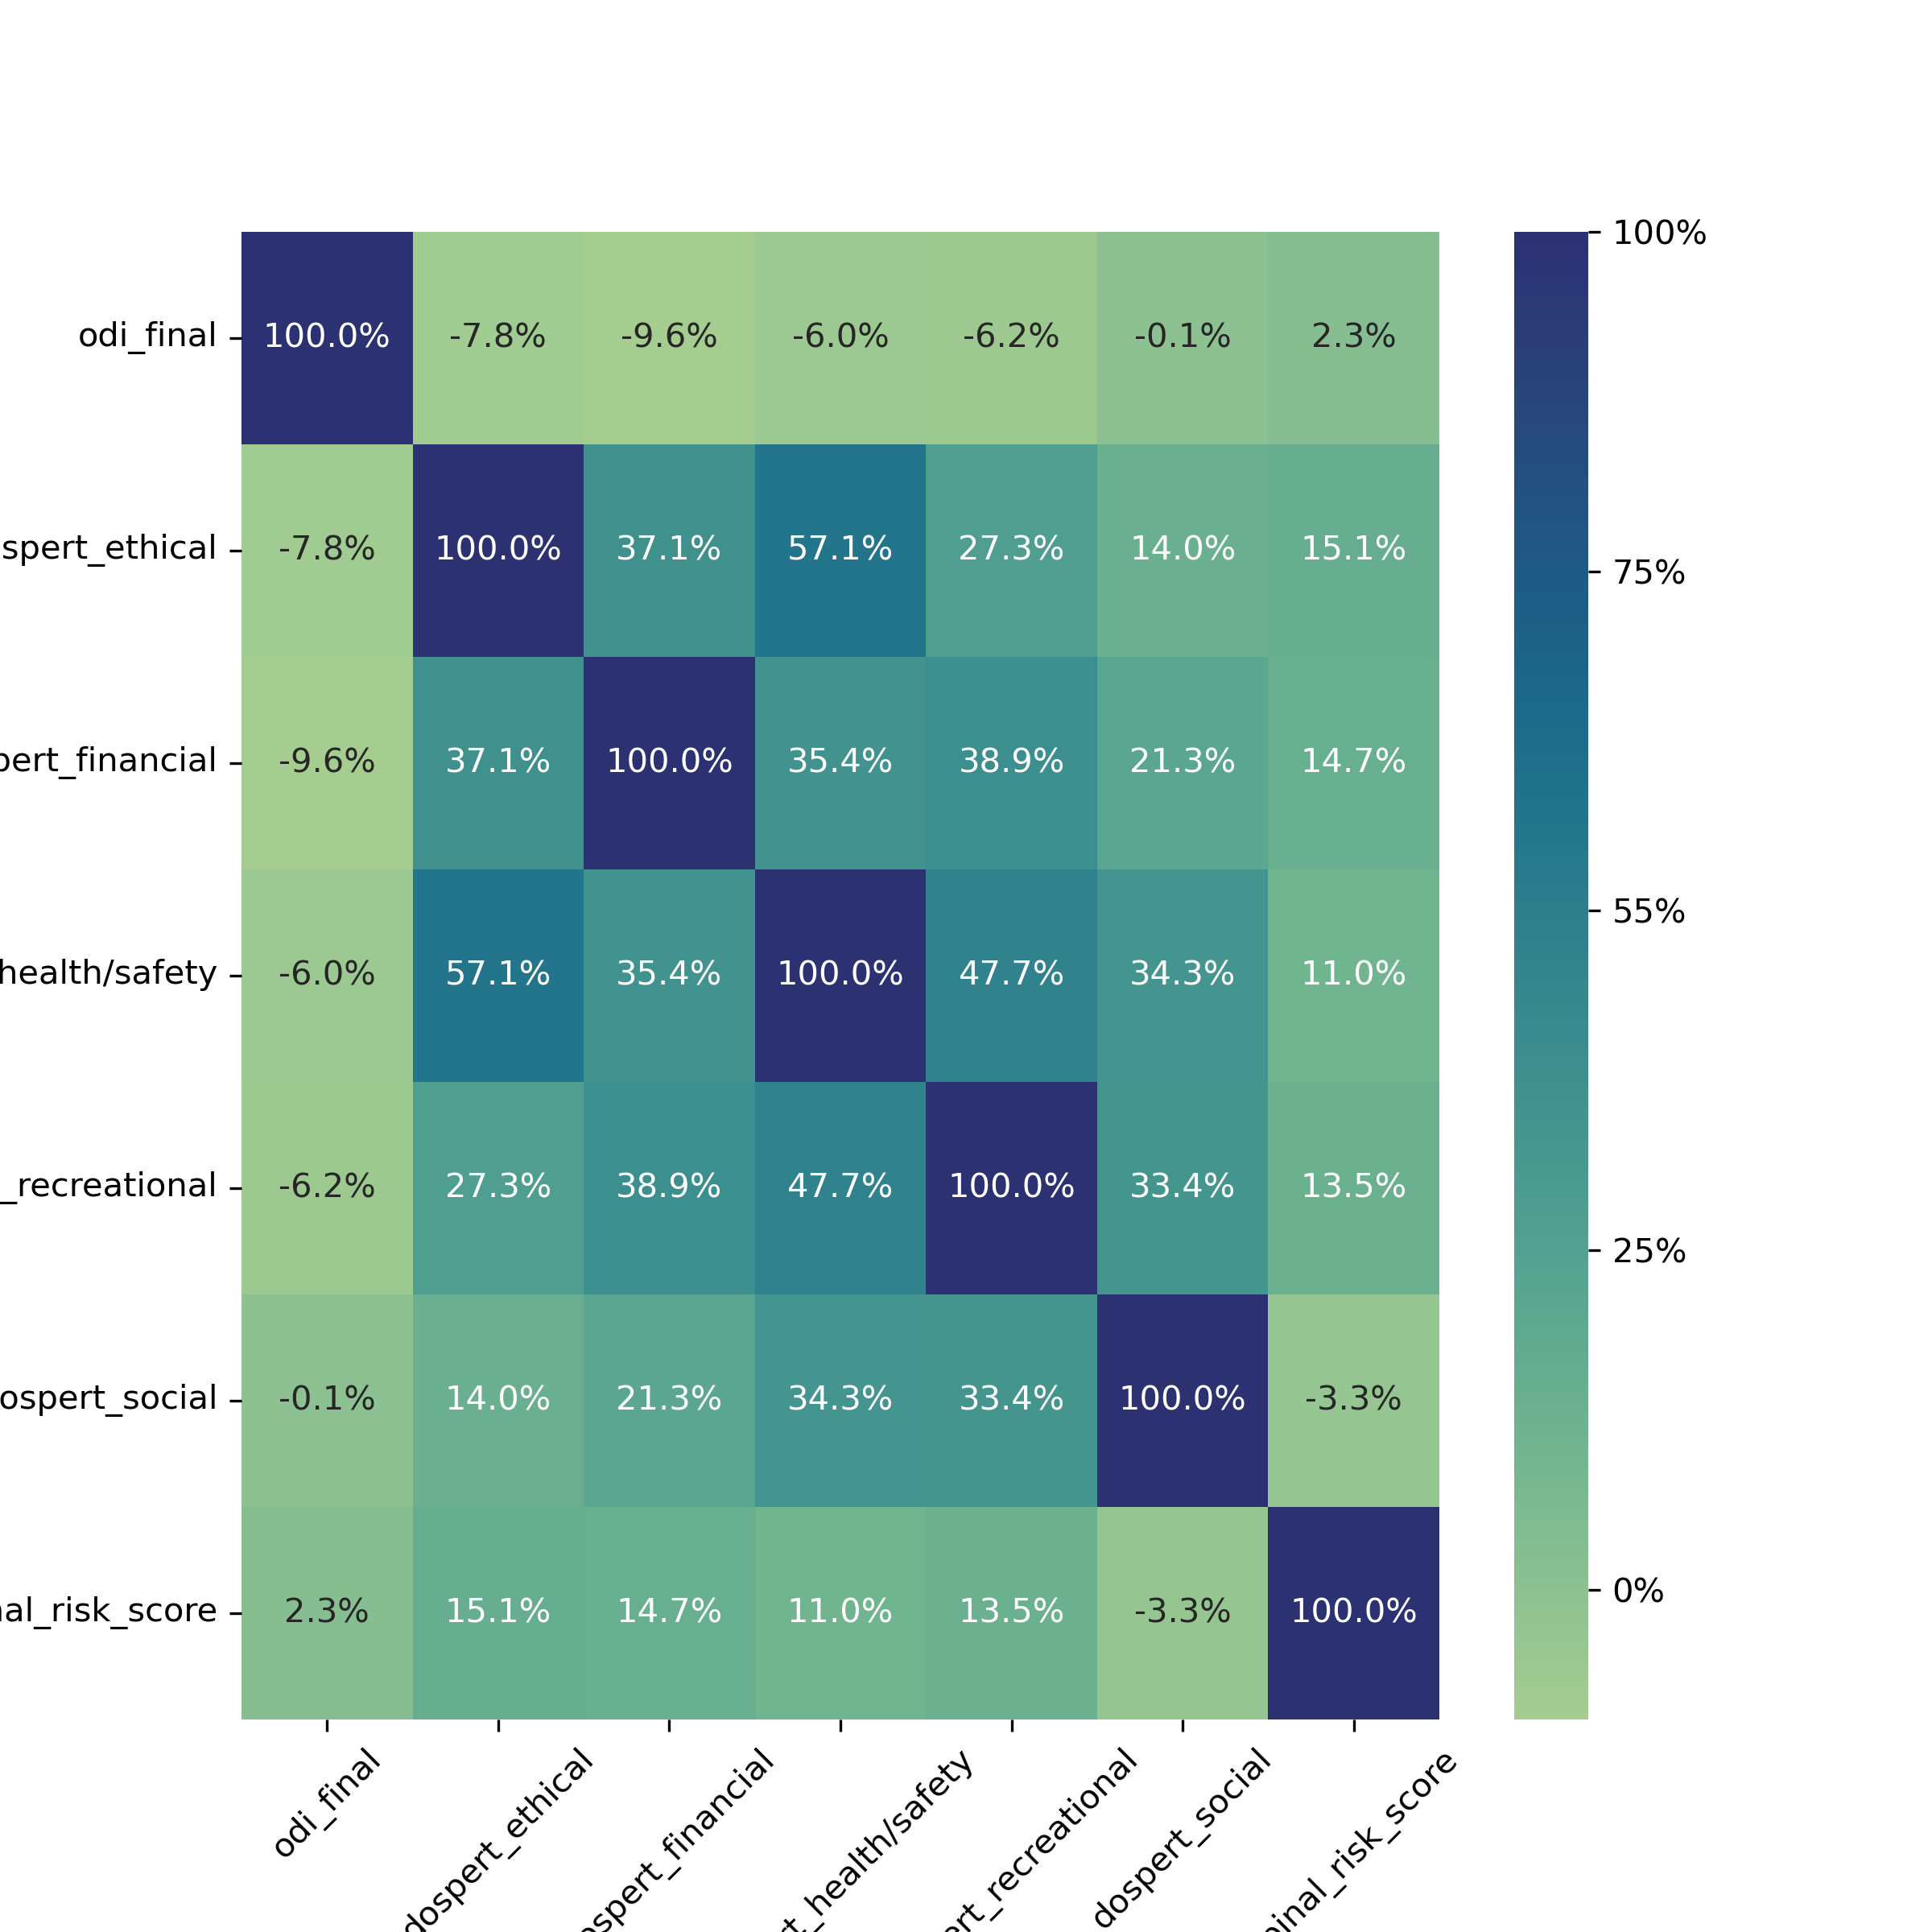 100%
odi_final 100.0% -7.8% -9.6% -6.0% -6.2% -0.1% 2.3%
spert_ethical -7.8% 100.0% 37.1% 57.1% 27.3% 14.0% 15.1%
75%
pert_financial -9.6% 37.1% 100.0% 35.4% 38.9% 21.3% 14.7%
55%
health/safety -6.0% 57.1% 35.4% 100.0% 47.7% 34.3% 11.0%
_recreational -6.2% 27.3% 38.9% 47.7% 100.0% 33.4% 13.5%
25%
ospert_social -0.1% 14.0% 21.3% 34.3% 33.4% 100.0% -3.3%
0%
nal_risk_score 2.3% 15.1% 14.7% 11.0% 13.5% -3.3% 100.0%
odi_final
dospert_ethical
ospert_financial
rt_health/safety
ert_recreational
dospert_social
inal_risk_score